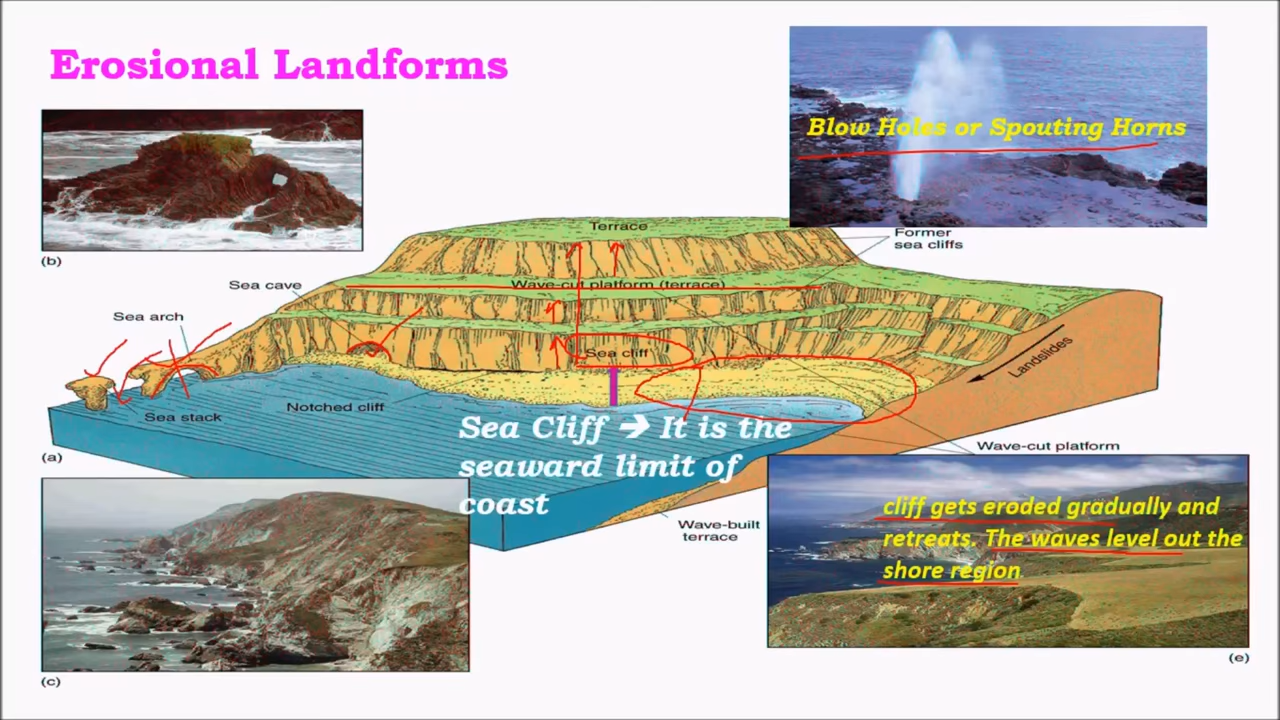 Erosional Landforms
Blow Holes or Spouting Horns
(b)
Terrace
Former
sea cliffs
Sea cave
Wave-cut platform (terrace)
Sea arch
Sea cliff
Landslides
Sea stack
Notched cliff
Sea Cliff → It is the
seaward limit of
coast
(a)
Wave-cut platform
cliff gets eroded gradually and
retreats. The waves level out the
shore region
Wave-built
terrace
(c)
(e)